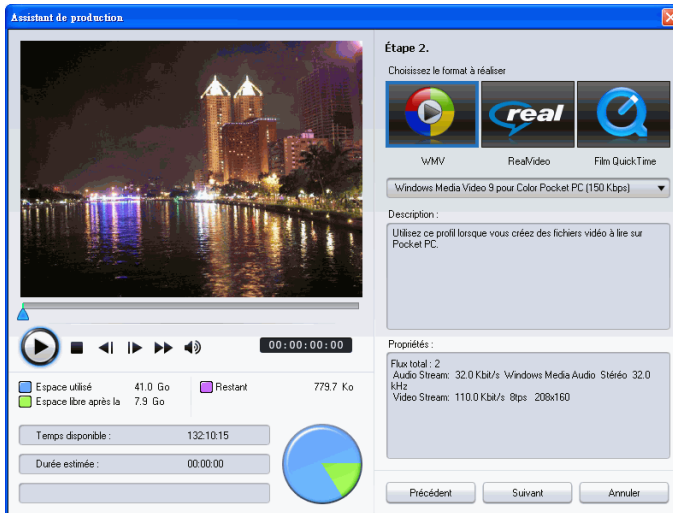 Assistant de production
Étape 2.
Choisissez le format à réaliser
real
WMV
RealVideo
Film QuickTime
Windows Media Video 9 pour Color Pocket PC (150 Kbps)
Description :
Utilisez ce profil lorsque vous créez des fichiers vidéo à lire sur
Pocket PC.
00:00:00:00
Espace utilisé 41.0 Go
Restant 779.7 Ko
Espace libre après la 7.9 Go
Temps disponible : 132:10:15
Durée estimée : 00:00:00
Propriétés :
Flux total : 2
Audio Stream: 32.0 Kbit/s Windows Media Audio Stéréo 32.0
kHz
Video Stream: 110.0 Kbit/s 8tps 208x160
Précédent
Suivant
Annuler